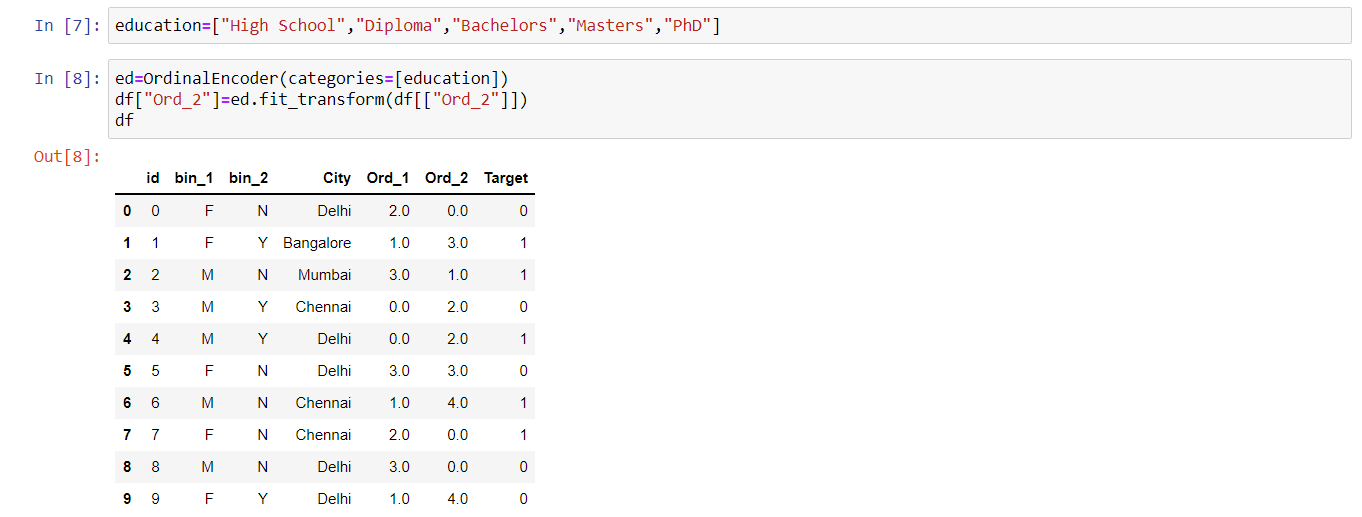 In [7]: education=["High School","Diploma","Bachelors","Masters","PhD"]
In [8]: ed=OrdinalEncoder(categories=[education])
df["Ord_2"]=ed.fit_transform(df[["Ord_2"]])
df
Out[8]:
id bin_1 bin_2 City Ord_1 Ord_2 Target
0 0 F N Delhi 2.0 0.0 0
1 1 F Y Bangalore 1.0 3.0 1
2 2 M N Mumbai 3.0 1.0 1
3 3 M Y Chennai 0.0 2.0 0
4 4 M Y Delhi 0.0 2.0 1
5 5 F N Delhi 3.0 3.0 0
6 6 M N Chennai 1.0 4.0 1
7 7 F N Chennai 2.0 0.0 1
8 8 M N Delhi 3.0 0.0 0
9 9 F Y Delhi 1.0 4.0 0